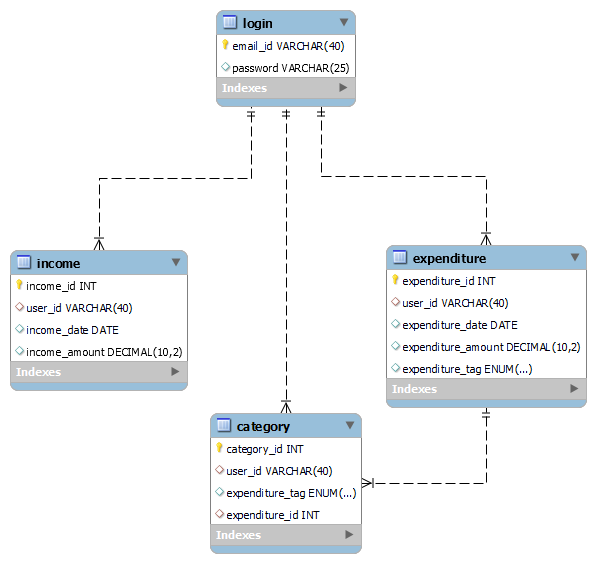 login
email_id VARCHAR(40)
password VARCHAR(25)
Indexes
income
income_id INT
user_id VARCHAR(40)
income_date DATE
income_amount DECIMAL(10,2)
Indexes
expenditure
expenditure_id INT
user_id VARCHAR(40)
expenditure_date DATE
expenditure_amount DECIMAL(10,2)
expenditure_tag ENUM(...)
Indexes
category
category_id INT
user_id VARCHAR(40)
expenditure_tag ENUM(...)
expenditure_id INT
Indexes